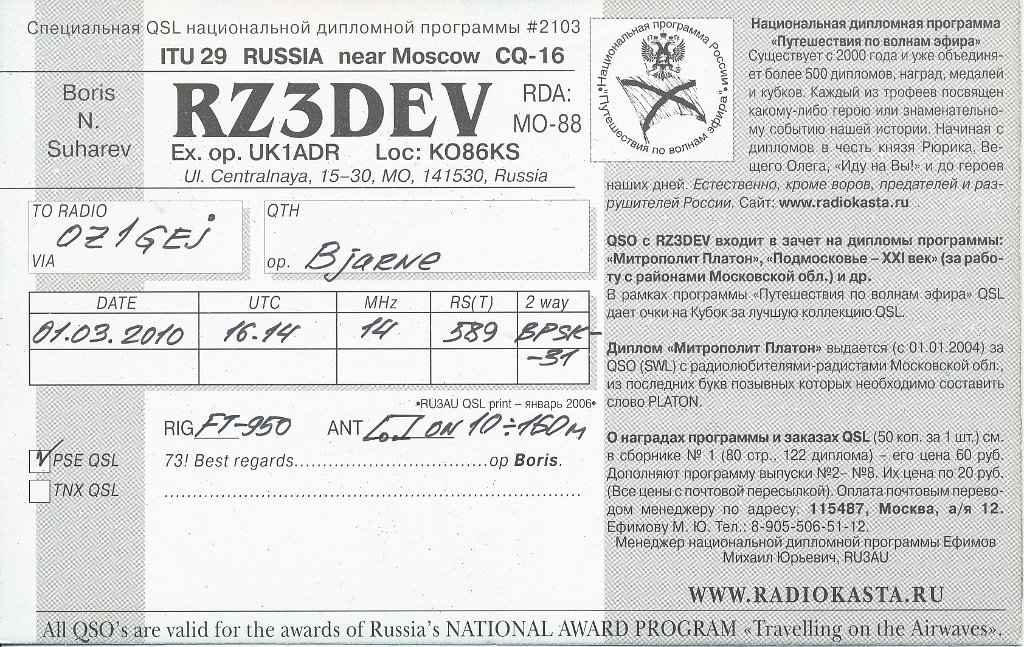 Специальная QSL национальной дипломной программы #2103
ITU 29 RUSSIA near Moscow CQ-16
Boris
N.
Suharev
RZ3DEV
RDA:
MO-88
Ex. op. UK1ADR Loc: KO86KS
Ul. Centralnaya, 15–30, MO, 141530, Russia
TO RADIO
OZ1GEJ
VIA
QTH
op. Bjarne
DATE UTC MHz RS(T) 2 way
01.03.2010 16.14 14 589 BPSK-
-31
•RU3AU QSL print – январь 2006•
RIG FT-950 ANT ON 10÷160m
V PSE QSL
73! Best regards op Boris.
TNX QSL
"Национальная программа России
"Путешествия по волнам эфира".
Национальная дипломная программа
«Путешествия по волнам эфира»
Существует с 2000 года и уже объединя-
ет более 500 дипломов, наград, медалей
и кубков. Каждый из трофеев посвящен
какому-либо герою или знаменательно-
му событию нашей истории. Начиная с
дипломов в честь князя Рюрика, Ве-
щего Олега, «Иду на Вы!» и до героев
наших дней. Естественно, кроме воров, предателей и раз-
рушителей России. Сайт: www.radiokasta.ru .
QSO с RZ3DEV входит в зачет на дипломы программы:
«Митрополит Платон», «Подмосковье – XXI век» (за рабо-
ту с районами Московской обл.) и др.
В рамках программы «Путешествия по волнам эфира» QSL
дает очки на Кубок за лучшую коллекцию QSL.
Диплом «Митрополит Платон» выдается (с 01.01.2004) за
QSO (SWL) с радиолюбителями-радистами Московской обл.,
из последних букв позывных которых необходимо составить
слово PLATON.
О наградах программы и заказах QSL (50 коп. за 1 шт.) см.
в сборнике № 1 (80 стр., 122 диплома) – его цена 60 руб.
Дополняют программу выпуски №2– №8. Их цена по 20 руб.
(Все цены с почтовой пересылкой). Оплата почтовым перево-
дом менеджеру по адресу: 115487, Москва, а/я 12.
Ефимову М. Ю. Тел.: 8-905-506-51-12.
Менеджер национальной дипломной программы Ефимов
Михаил Юрьевич, RU3AU
WWW.RADIOKASTA.RU
All QSO's are valid for the awards of Russia's NATIONAL AWARD PROGRAM «Travelling on the Airwaves».